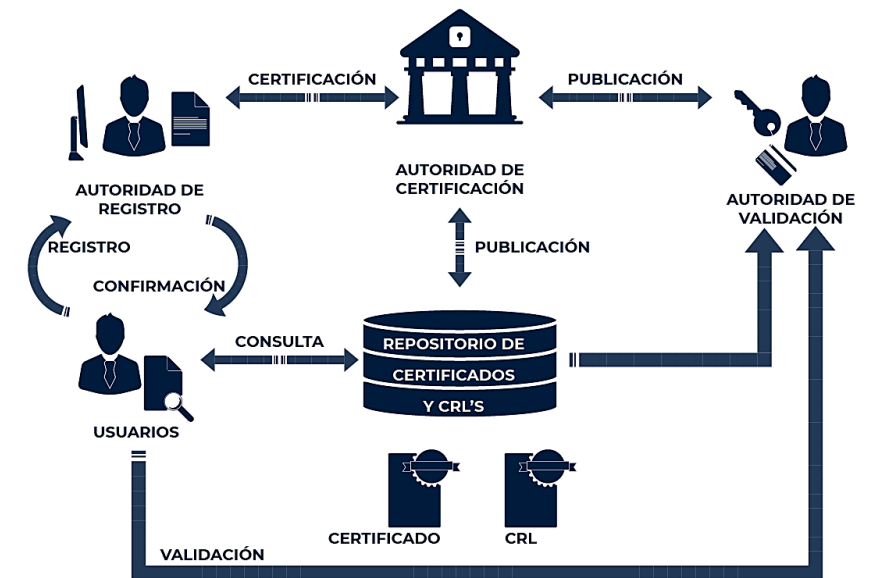 CERTIFICACIÓN
PUBLICACIÓN
AUTORIDAD DE
CERTIFICACIÓN
AUTORIDAD DE
REGISTRO
AUTORIDAD DE
VALIDACIÓN
REGISTRO
PUBLICACIÓN
CONFIRMACIÓN
CONSULTA
REPOSITORIO DE
CERTIFICADOS
Y CRL'S
USUARIOS
CERTIFICADO
CRL
VALIDACIÓN